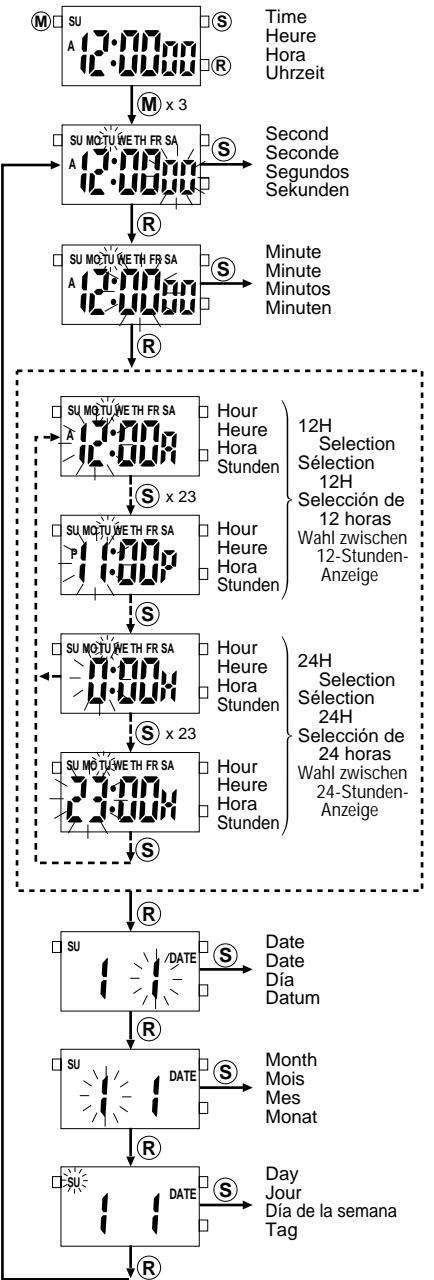 M SU S Time
Heure
A 12:00 00 Hora
R Uhrzeit
M x 3
SU MO TU WE TH FR SA Second
A 12:00 00 S Seconde
Segundos
Sekunden
R
SU MO TU WE TH FR SA Minute
A 12:00 00 S Minute
Minutos
Minuten
R
SU MO TU WE TH FR SA Hour
A 12:00A Heure
Hora
Stunden
12H
Selection
Sélection
12H
Selección de
12 horas
Wahl zwischen
12-Stunden-
Anzeige
S x 23
SU MO TU WE TH FR SA Hour
P 11:00P Heure
Hora
Stunden
S
SU MO TU WE TH FR SA Hour
0:00H Heure
Hora
Stunden
24H
Selection
Sélection
24H
Selección de
24 horas
Wahl zwischen
24-Stunden-
Anzeige
S x 23
SU MO TU WE TH FR SA Hour
23:00H Heure
Hora
Stunden
S
R
SU DATE S Date
1 1 Date
Día
Datum
R
SU DATE S Month
1 1 Mois
Mes
Monat
R
SU DATE S Day
1 1 Jour
Día de la semana
Tag
R